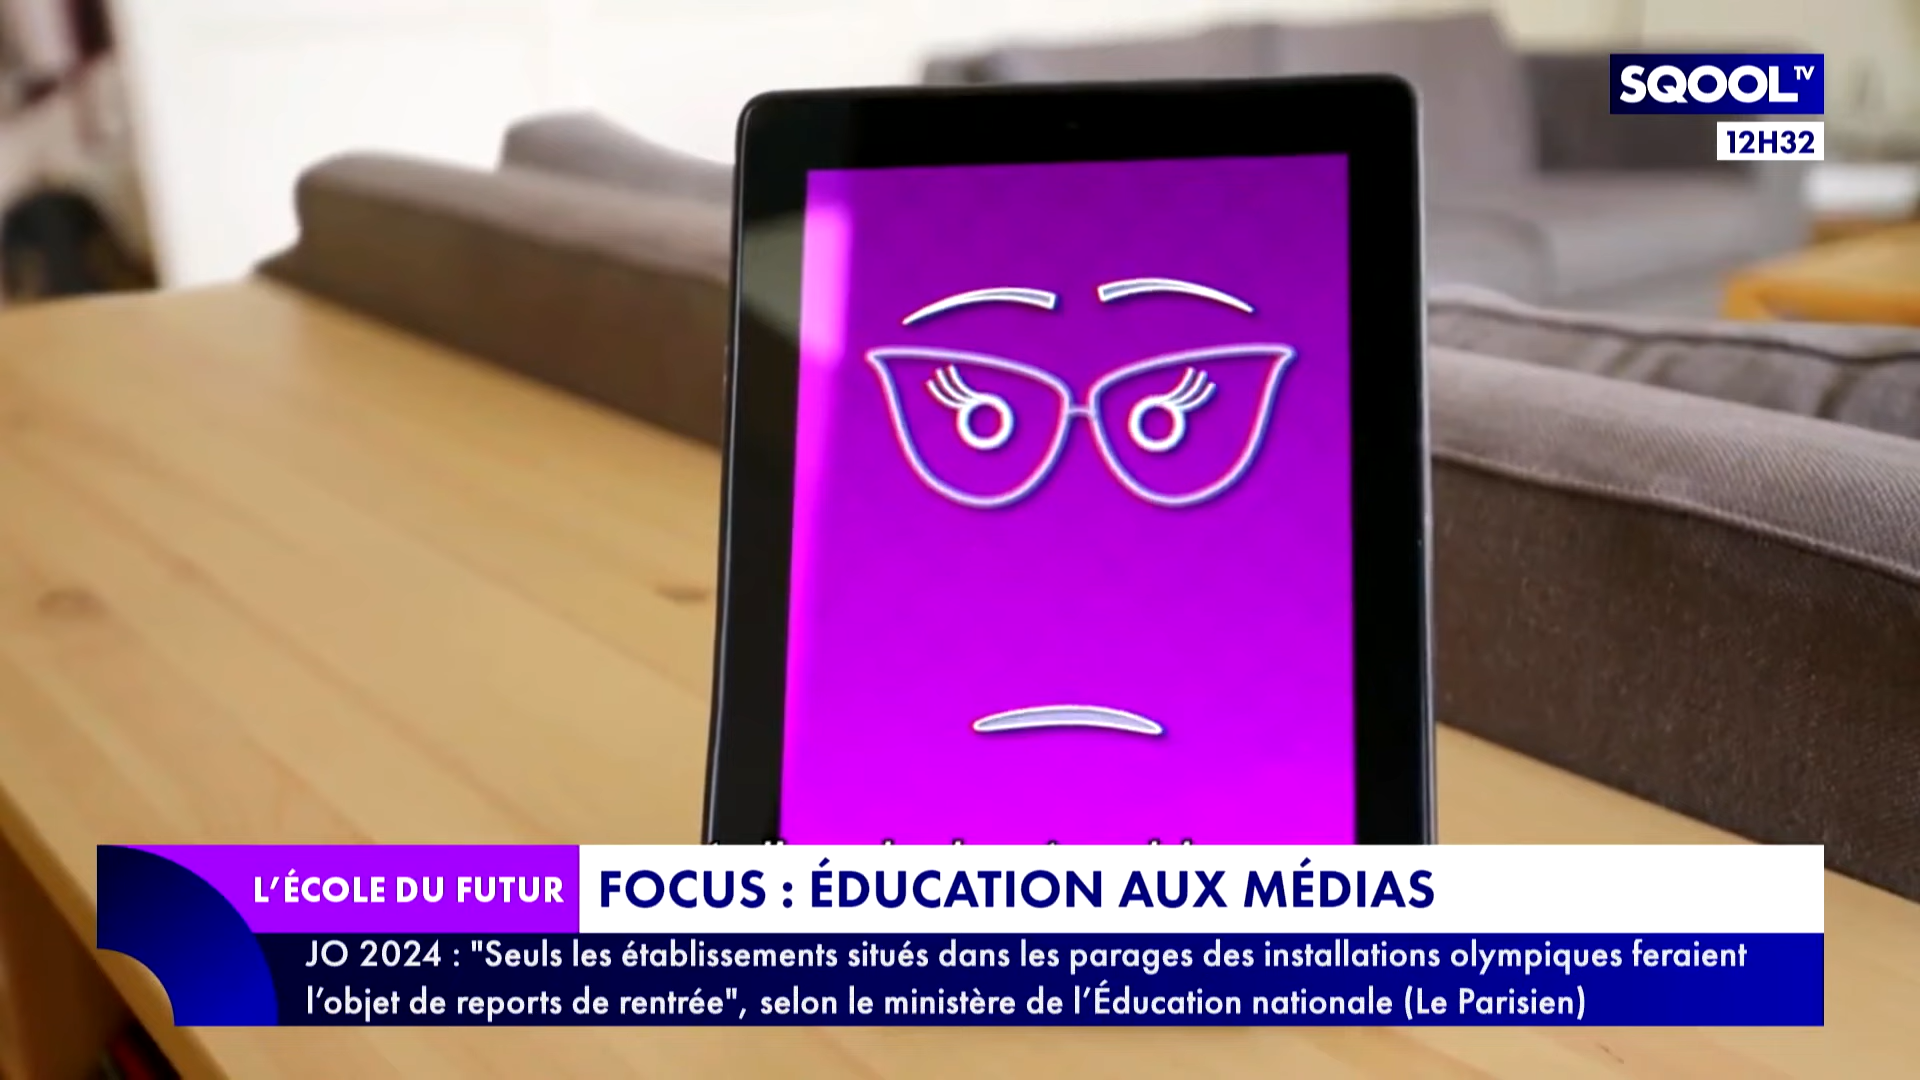 SQOOL TV
12H32
L'ÉCOLE DU FUTUR
FOCUS : ÉDUCATION AUX MÉDIAS
JO 2024 : "Seuls les établissements situés dans les parages des installations olympiques feraient
l'objet de reports de rentrée", selon le ministère de l'Éducation nationale (Le Parisien)